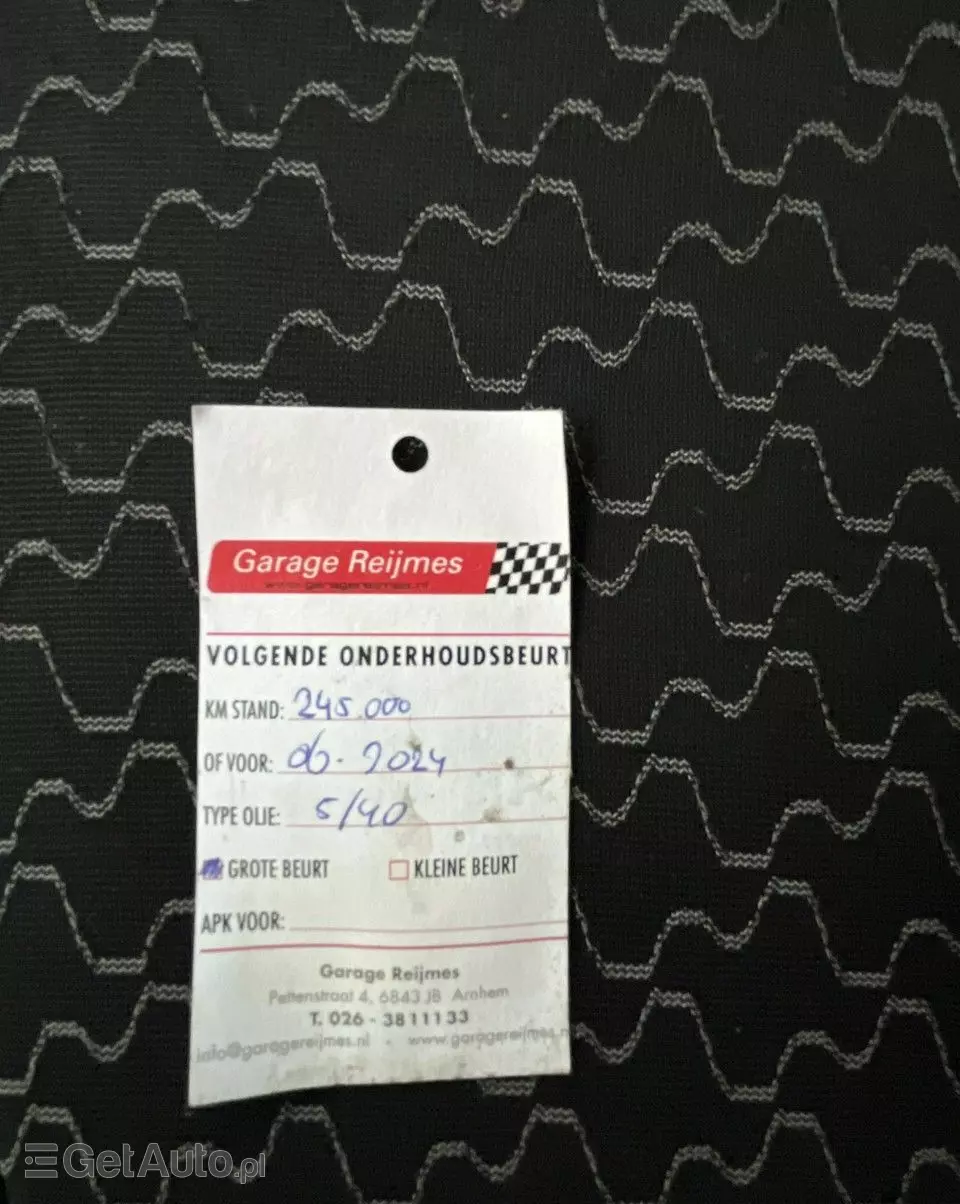 Garage Reijmes
www.garagereijmes.nl
VOLGENDE ONDERHOUDSBEURT
KM STAND: 245.000
OF VOOR: 06-2024
TYPE OLIE: 5/40
GROTE BEURT KLEINE BEURT
APK VOOR:
Garage Reijmes
4, 6843 JB Arnhem
T. 026 - 3811133
info@garagereijmes.nl - www.garagereijmes.n
GetAuto.pl